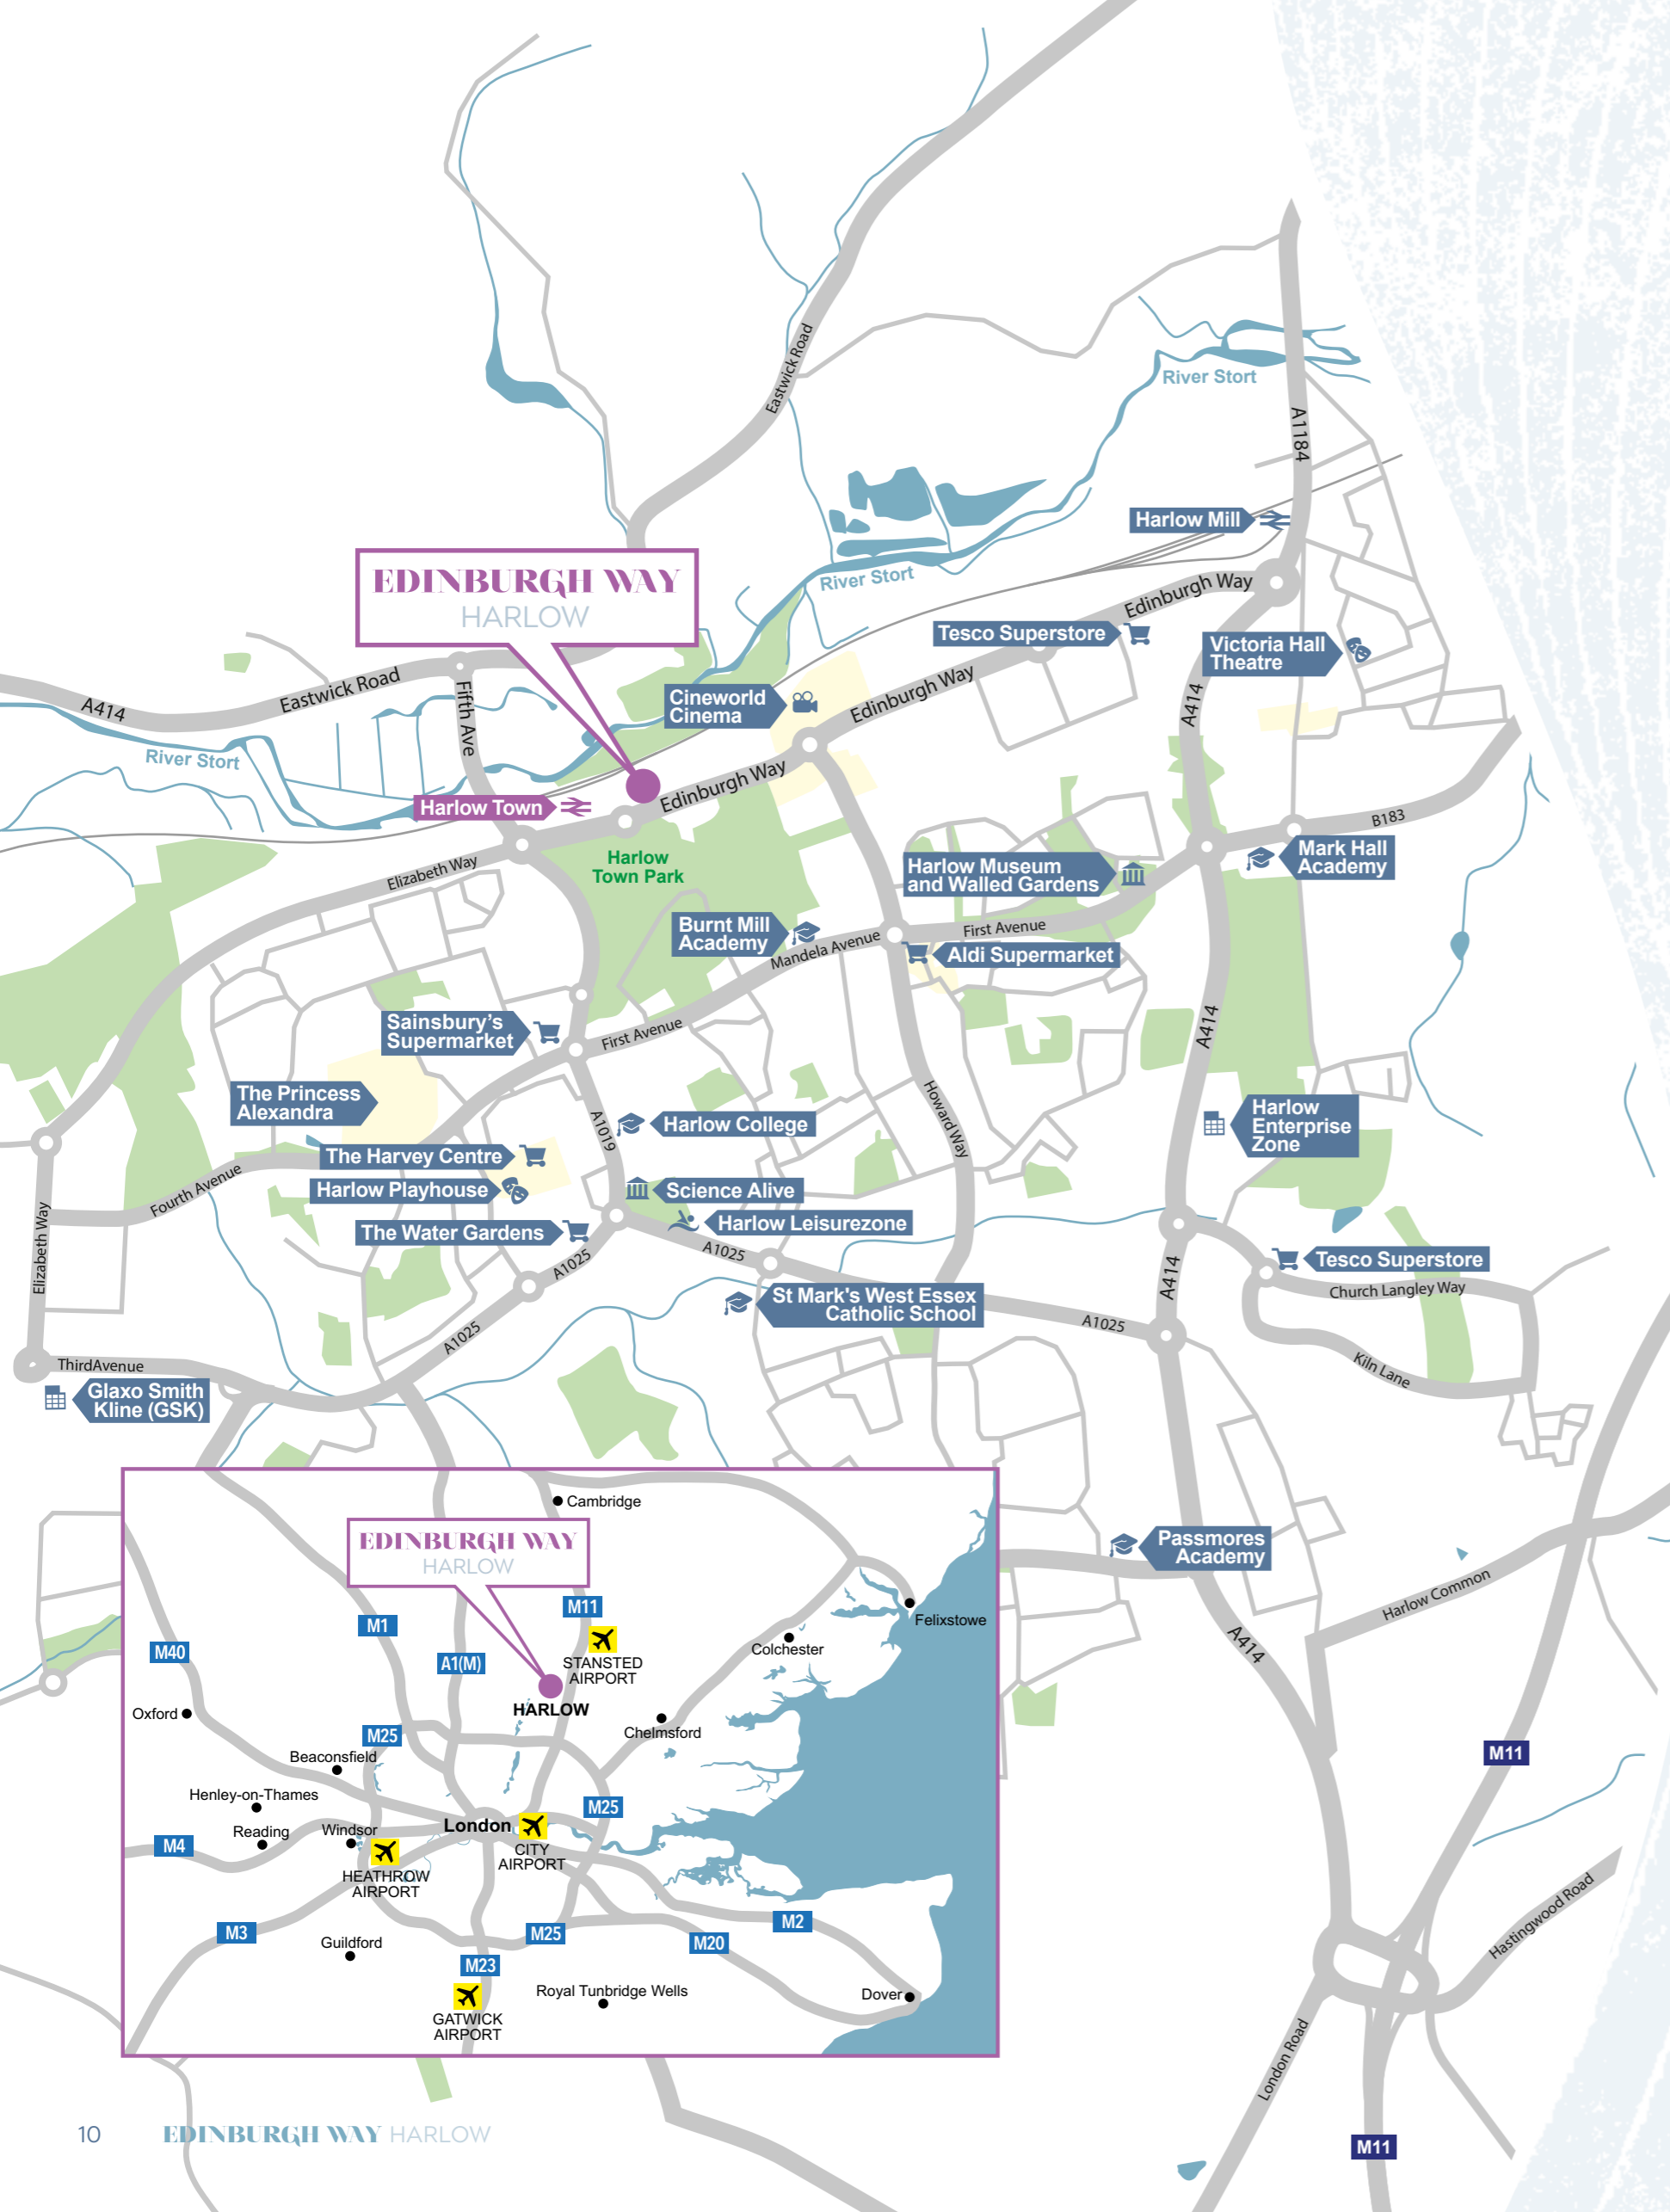 Eastwick Road
River Stort
A1184
Harlow Mill
EDINBURGH WAY
HARLOW
River Stort
Edinburgh Way
Tesco Superstore
Victoria Hall
Theatre
A414
Eastwick Road
Fifth Ave
Cineworld
Cinema
Edinburgh Way
A414
River Stort
Harlow Town
Edinburgh Way
B183
Elizabeth Way
Harlow
Town Park
Harlow Museum
and Walled Gardens
Mark Hall
Academy
Burnt Mill
Academy
Mandela Avenue
First Avenue
Aldi Supermarket
Sainsbury's
Supermarket
First Avenue
A414
The Princess
Alexandra
A1019
Harlow College
Howard Way
Harlow
Enterprise
Zone
The Harvey Centre
Fourth Avenue
Harlow Playhouse
Science Alive
Elizabeth Way
The Water Gardens
Harlow Leisurezone
A1025
A1025
A414
Tesco Superstore
Church Langley Way
St Mark's West Essex
Catholic School
A1025
A1025
ThirdAvenue
Kiln Lane
Glaxo Smith
Kline (GSK)
Passmores
Academy
Harlow Common
A414
M11
Hastingwood Road
London Road
M11
Cambridge
EDINBURGH WAY
HARLOW
M11
M1
Felixstowe
M40
A1(M)
STANSTED
AIRPORT
Colchester
HARLOW
Oxford
Chelmsford
M25
Beaconsfield
Henley-on-Thames
M25
Reading
Windsor
London
M4
CITY
AIRPORT
HEATHROW
AIRPORT
M3
M25
M2
M20
Guildford
M23
Royal Tunbridge Wells
Dover
GATWICK
AIRPORT
10
EDINBURGH WAY HARLOW